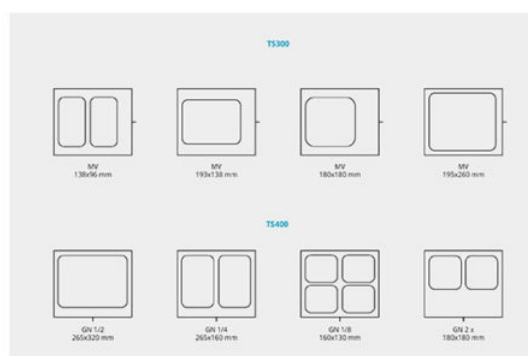 TS300
MV
138x96 mm
MV
193x138 mm
MV
180x180 mm
MV
195x260 mm
TS400
GN 1/2
265x320 mm
GN 1/4
265x160 mm
GN 1/8
160x130 mm
GN 2 x
180x180 mm